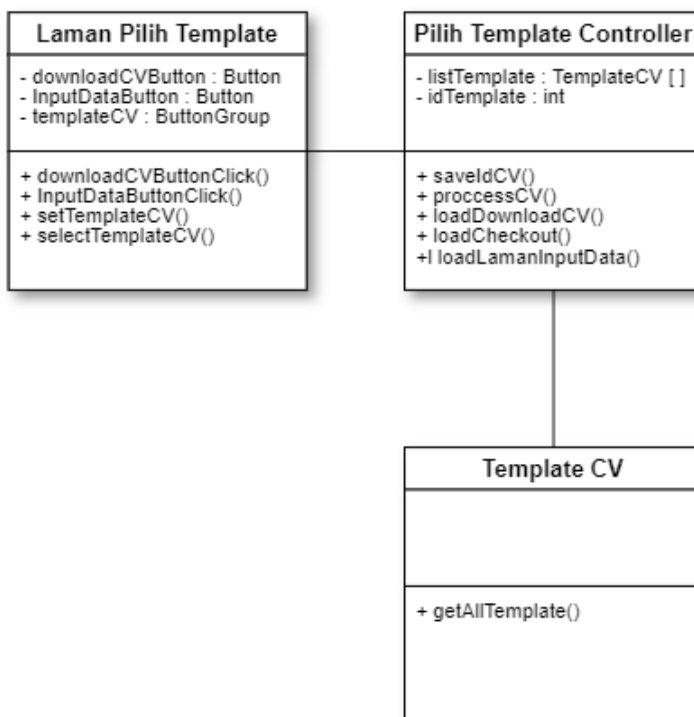 Laman Pilih Template
- downloadCVButton : Button
- InputDataButton : Button
- templateCV : ButtonGroup
+ downloadCVButtonClick()
+ InputDataButtonClick()
+ setTemplateCV()
+ selectTemplateCV()
Pilih Template Controller
- listTemplate : TemplateCV [ ]
- idTemplate : int
+ saveIdCV()
+ proccessCV()
+ loadDownloadCV()
+ loadCheckout()
+l loadLamanInputData()
Template CV
+ getAllTemplate()